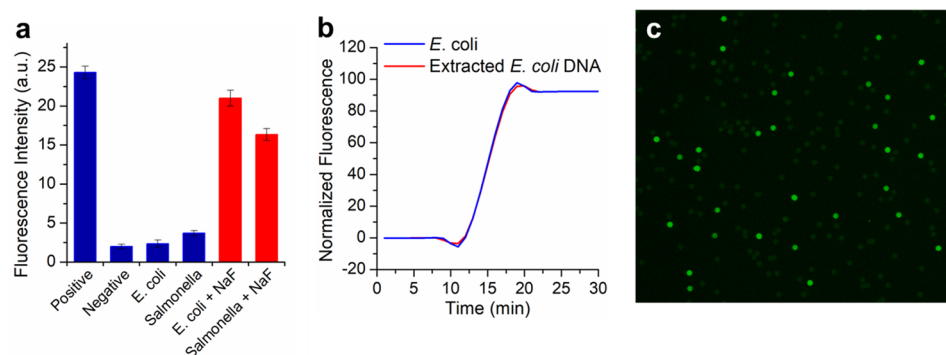 a
Fluorescence Intensity (a.u.)
25
20
15
10
5
0
Positive
Negative
E. coli
Salmonella
E. coli + NaF
Salmonella + NaF
b
Normalized Fluorescence
120
100
80
60
40
20
0
-20
E. coli
Extracted E. coli DNA
0 5 10 15 20 25 30
Time (min)
c